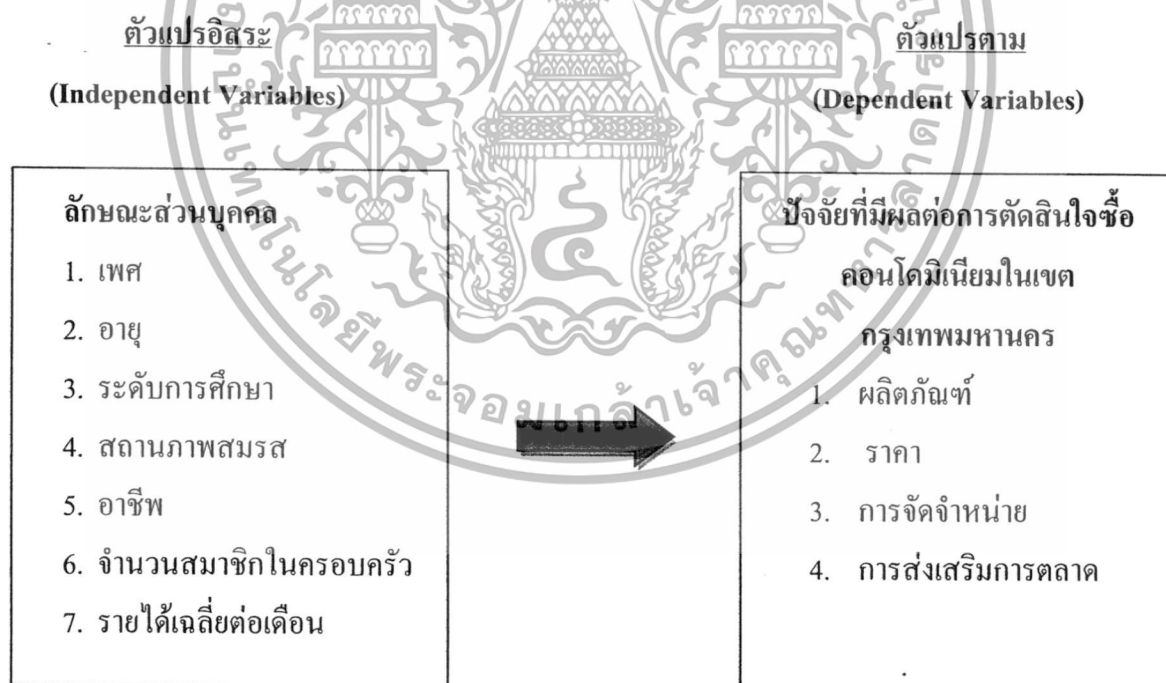 ตัวแปรอิสระ
(Independent Variables)
ลักษณะส่วนบุคคล
1. เพศ
2. อายุ
3. ระดับการศึกษา
4. สถานภาพสมรส
5. อาชีพ
6. จำนวนสมาชิกในครอบครัว
7. รายได้เฉลี่ยต่อเดือน
ตัวแปรตาม
(Dependent Variables)
ปัจจัยที่มีผลต่อการตัดสินใจซื้อ
คอนโดมิเนียมในเขต
กรุงเทพมหานคร
1. ผลิตภัณฑ์
2. ราคา
3. การจัดจำหน่าย
4. การส่งเสริมการตลาด